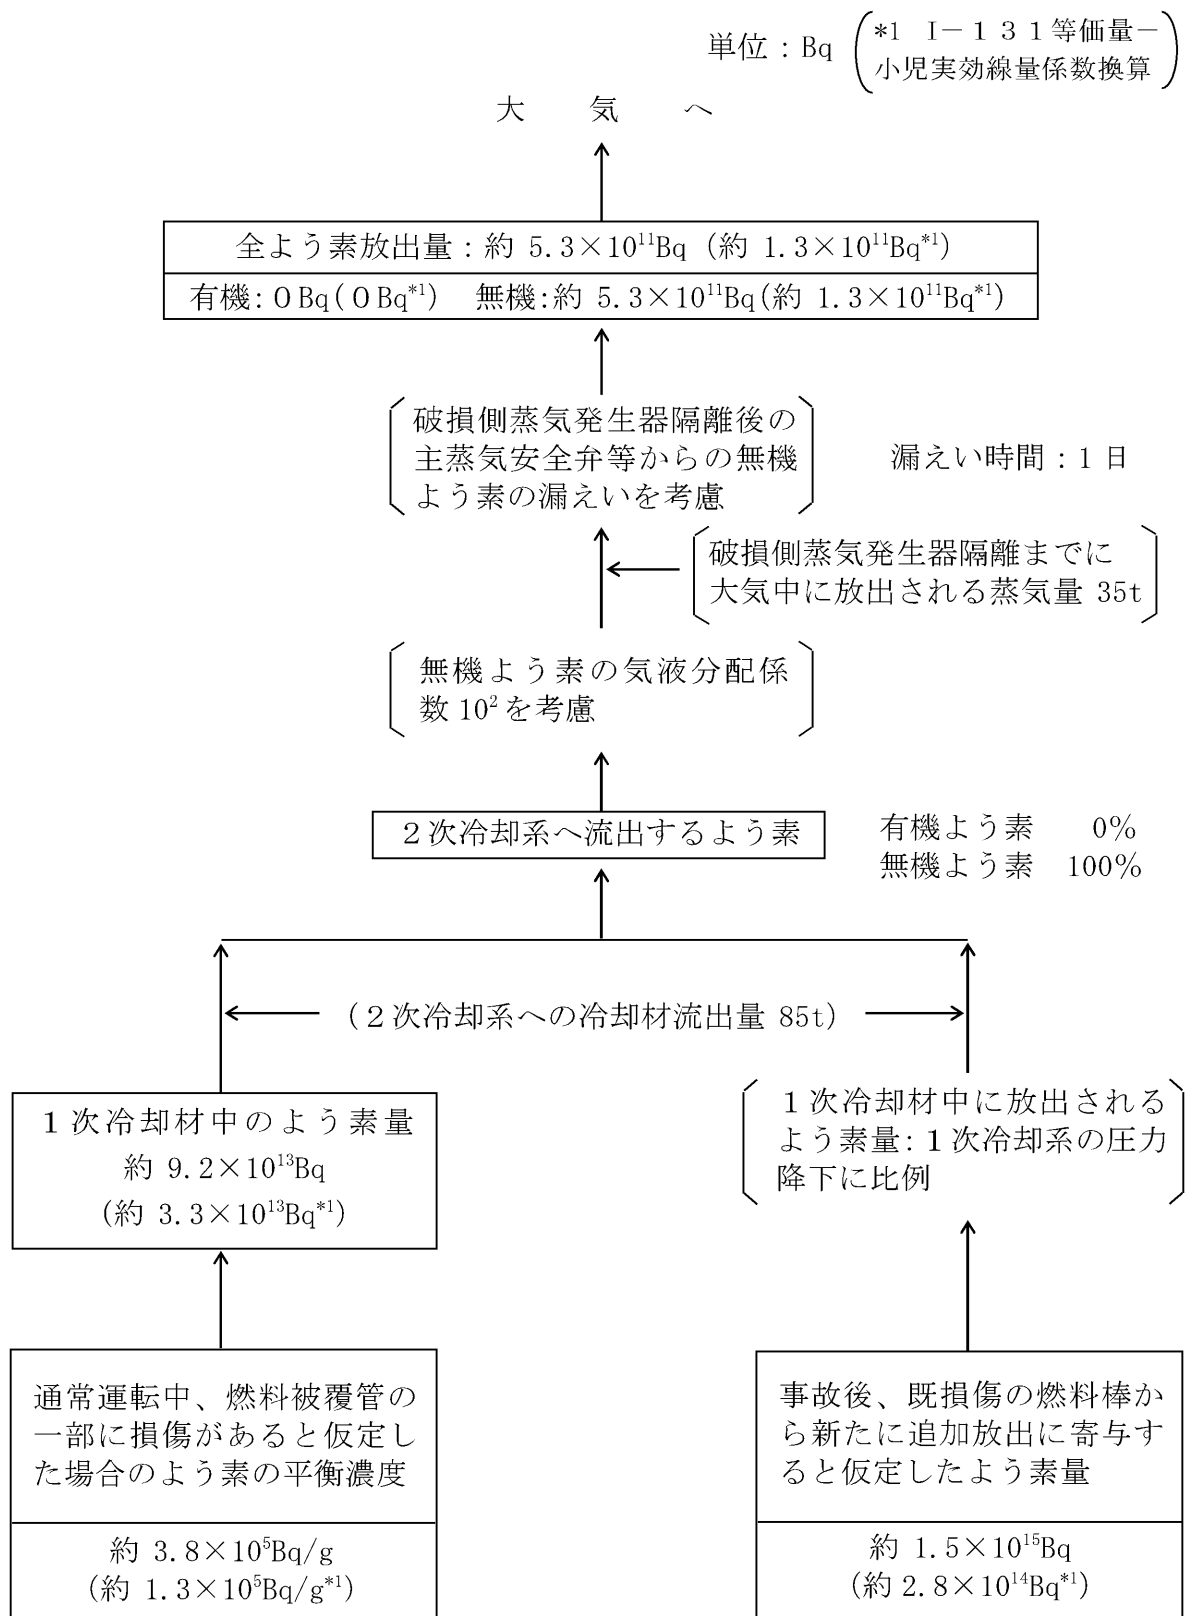 単位：Bq (*1 I－１３１等価量－
小児実効線量係数換算)
大 気 へ
全よう素放出量：約 5.3×10¹¹Bq (約 1.3×10¹¹Bq*¹)
有機：０Bq(０Bq*¹) 無機：約 5.3×10¹¹Bq(約 1.3×10¹¹Bq*¹)
破損側蒸気発生器隔離後の
主蒸気安全弁等からの無機
よう素の漏えいを考慮
漏えい時間：1 日
破損側蒸気発生器隔離までに
大気中に放出される蒸気量 35t
無機よう素の気液分配係
数 10²を考慮
２次冷却系へ流出するよう素
有機よう素 0%
無機よう素 100%
(２次冷却系への冷却材流出量 85t)
１次冷却材中のよう素量
約 9.2×10¹³Bq
(約 3.3×10¹³Bq*¹)
１次冷却材中に放出される
よう素量：１次冷却系の圧力
降下に比例
通常運転中、燃料被覆管の
一部に損傷があると仮定し
た場合のよう素の平衡濃度
約 3.8×10⁵Bq/g
(約 1.3×10⁵Bq/g*¹)
事故後、既損傷の燃料棒か
ら新たに追加放出に寄与す
ると仮定したよう素量
約 1.5×10¹⁵Bq
(約 2.8×10¹⁴Bq*¹)